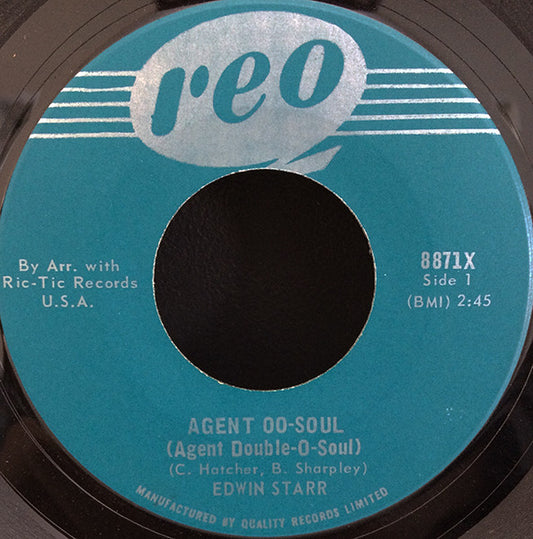 reo
By Arr. with
Ric-Tic Records
U.S.A.
8871X
Side 1
(BMI) 2:45
AGENT OO-SOUL
(Agent Double-O-Soul)
(C. Hatcher, B. Sharpley)
EDWIN STARR
MANUFACTURED BY QUALITY RECORDS LIMITED